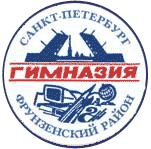 САНКТ-ПЕТЕРБУРГ
ГИМНАЗИЯ
ФРУНЗЕНСКИЙ РАЙОН